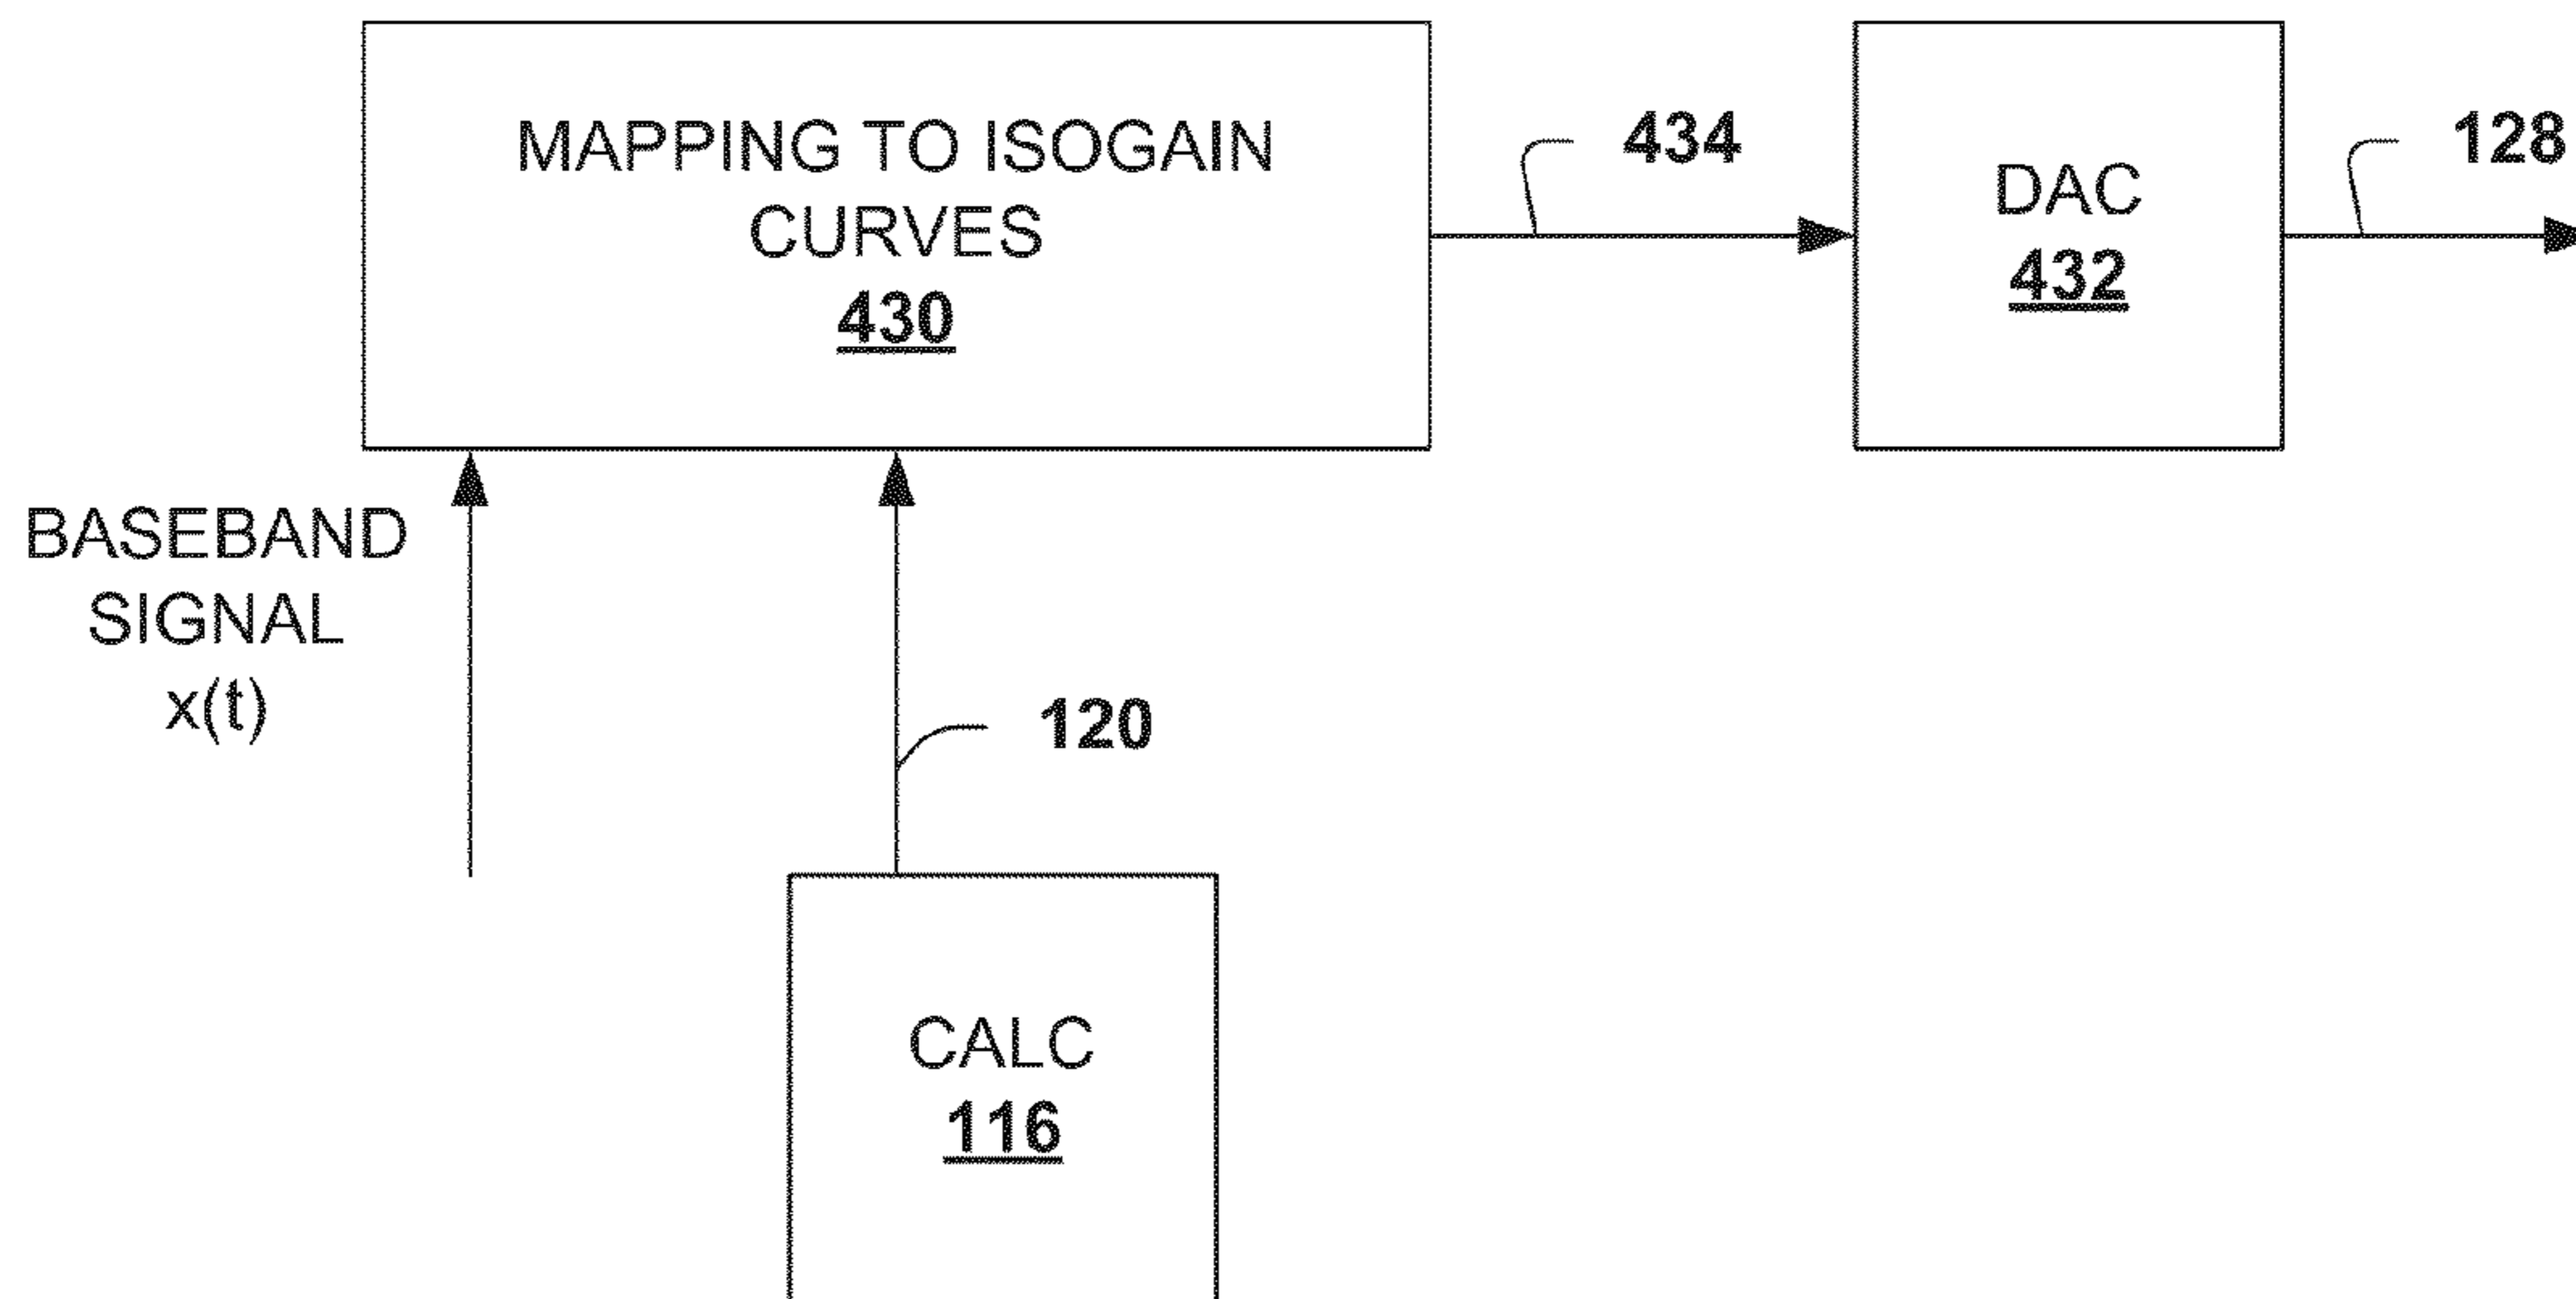 MAPPING TO ISOGAIN
CURVES
430
434
DAC
432
128
BASEBAND
SIGNAL
x(t)
120
CALC
116